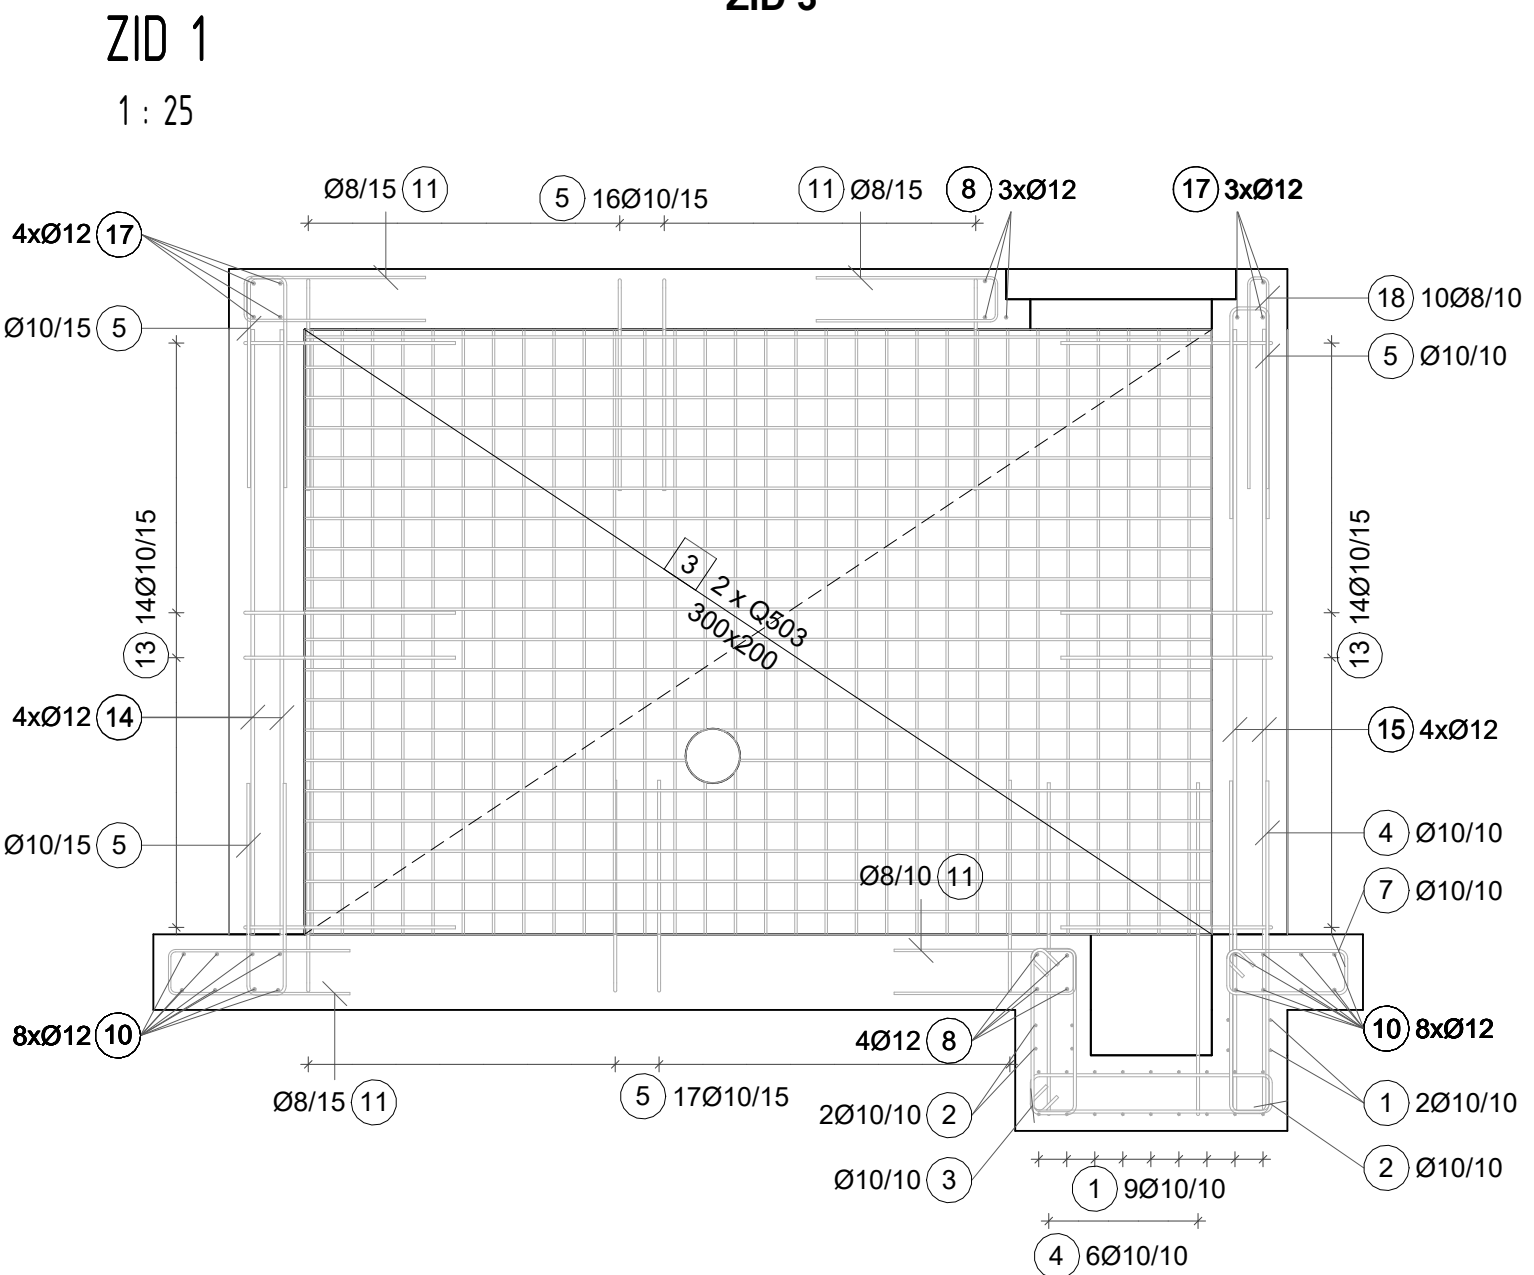 ZID 3
ZID 1
1 : 25
Ø8/15 11
5 16Ø10/15
11 Ø8/15
8 3xØ12
17 3xØ12
4xØ12 17
18 10Ø8/10
Ø10/15 5
5 Ø10/10
13 14Ø10/15
13 14Ø10/15
3 2 x Q503
300x200
4xØ12 14
15 4xØ12
Ø10/15 5
4 Ø10/10
Ø8/10 11
7 Ø10/10
8xØ12 10
4Ø12 8
10 8xØ12
Ø8/15 11
5 17Ø10/15
2Ø10/10 2
1 2Ø10/10
Ø10/10 3
1 9Ø10/10
2 Ø10/10
4 6Ø10/10